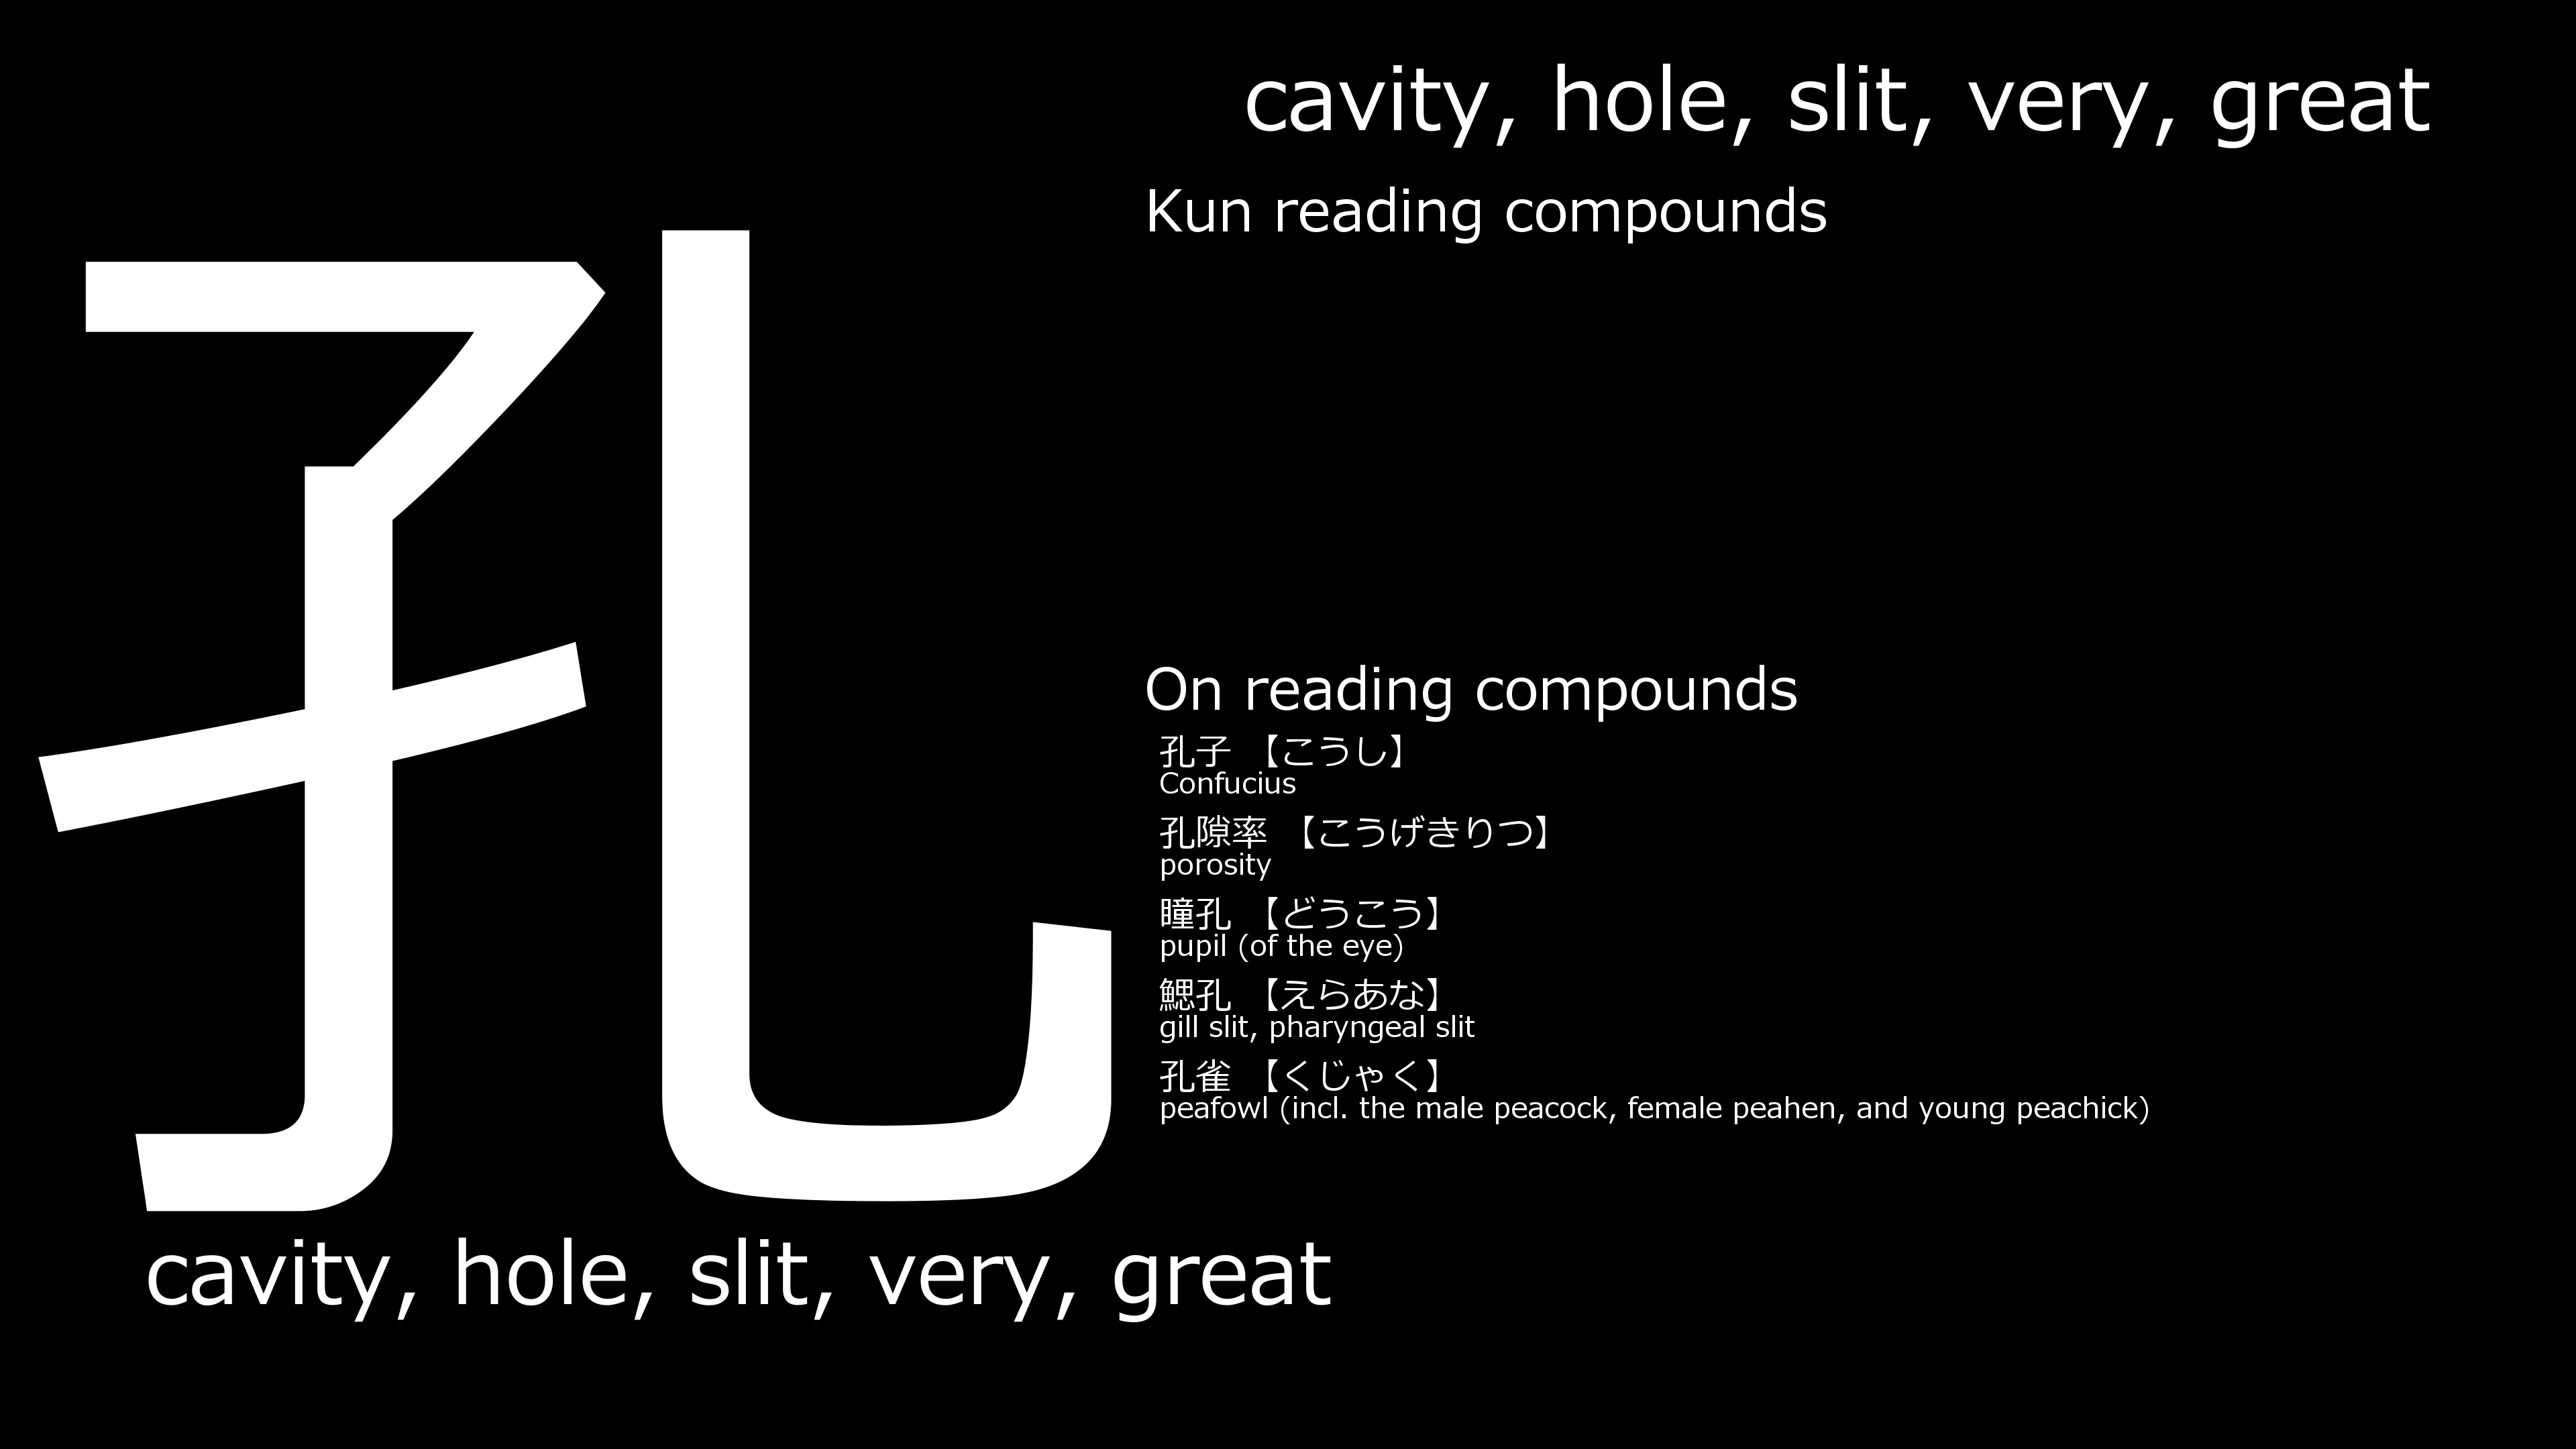 cavity, hole, slit, very, great
Kun reading compounds
孔
On reading compounds
孔子 【こうし】
Confucius
孔隙率 【こうげきりつ】
porosity
瞳孔 【どうこう】
pupil (of the eye)
鰓孔 【えらあな】
gill slit, pharyngeal slit
孔雀 【くじゃく】
peafowl (incl. the male peacock, female peahen, and young peachick)
cavity, hole, slit, very, great